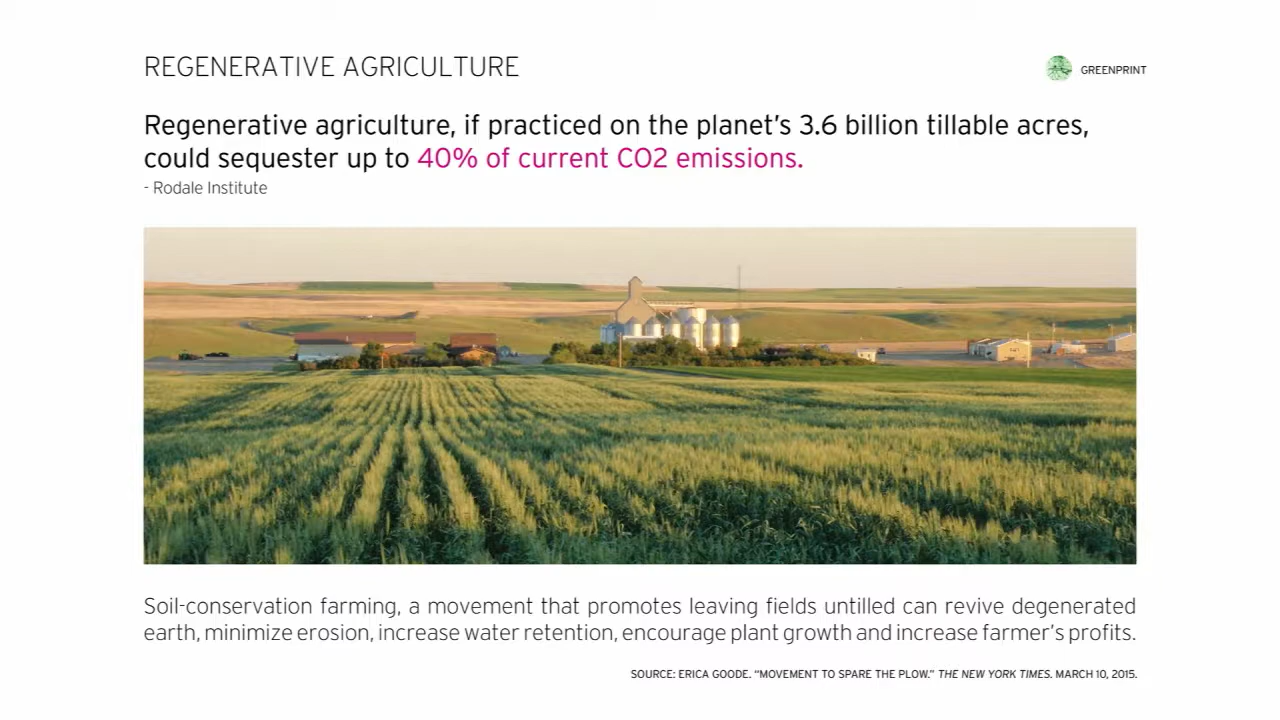 REGENERATIVE AGRICULTURE
GREENPRINT
Regenerative agriculture, if practiced on the planet's 3.6 billion tillable acres,
could sequester up to 40% of current CO2 emissions.
- Rodale Institute
Soil-conservation farming, a movement that promotes leaving fields untilled can revive degenerated
earth, minimize erosion, increase water retention, encourage plant growth and increase farmer's profits.
SOURCE: ERICA GOODE. “MOVEMENT TO SPARE THE PLOW.” THE NEW YORK TIMES. MARCH 10, 2015.